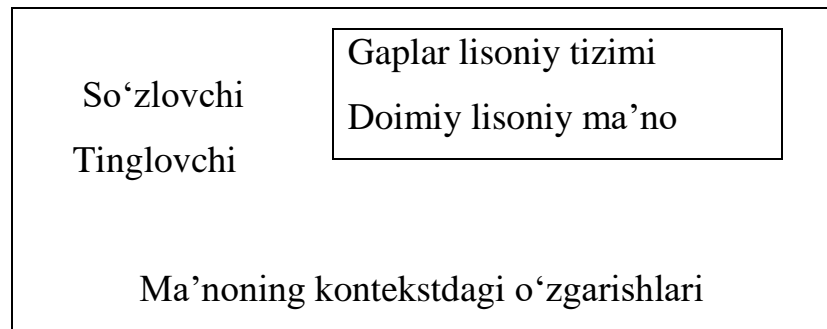 So‘zlovchi
Tinglovchi
Gaplar lisoniy tizimi
Doimiy lisoniy ma’no
Ma’noning kontekstdagi o‘zgarishlari